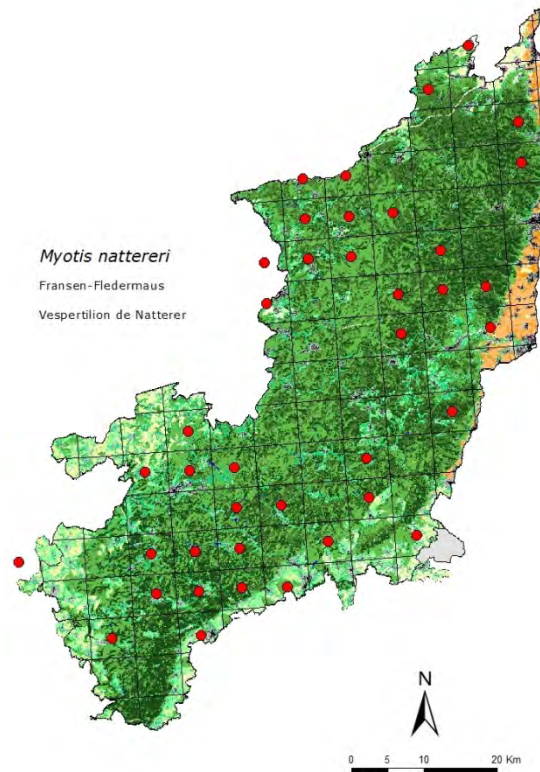 Myotis nattereri
Fransen-Fledermaus
Vespertilion de Natterer
N
0 5 10 20 Km